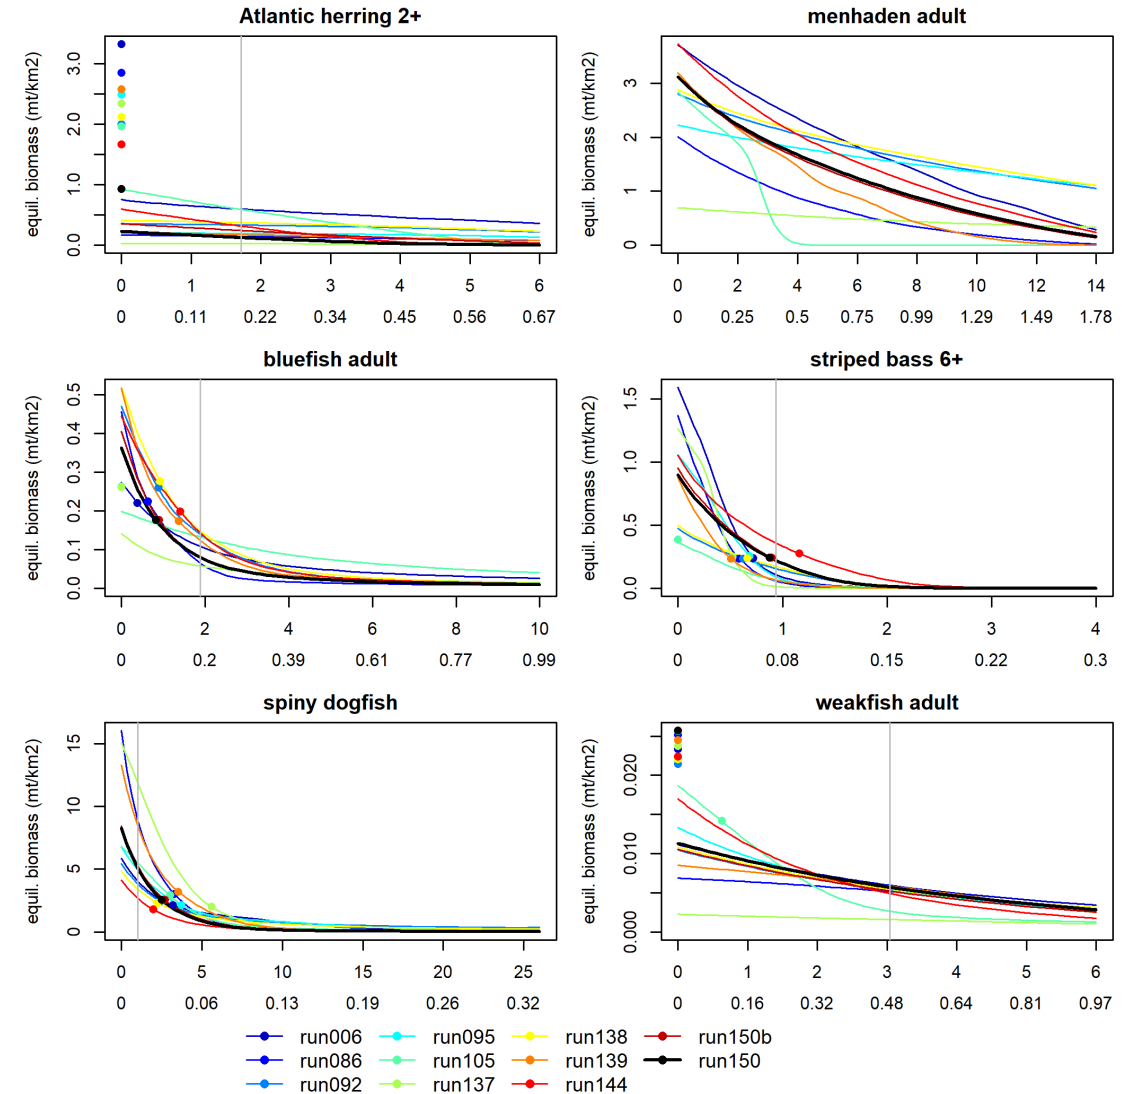 Atlantic herring 2+
menhaden adult
equil. biomass (mt/km2)
0.0 1.0 2.0 3.0
0 1 2 3 4 5 6
0 0.11 0.22 0.34 0.45 0.56 0.67
equil. biomass (mt/km2)
0 1 2 3
0 2 4 6 8 10 12 14
0 0.25 0.5 0.75 0.99 1.29 1.49 1.78
bluefish adult
striped bass 6+
equil. biomass (mt/km2)
0.0 0.1 0.2 0.3 0.4 0.5
0 2 4 6 8 10
0 0.2 0.39 0.61 0.77 0.99
equil. biomass (mt/km2)
0.0 0.5 1.0 1.5
0 1 2 3 4
0 0.08 0.15 0.22 0.3
spiny dogfish
weakfish adult
equil. biomass (mt/km2)
0 5 10 15
0 5 10 15 20 25
0 0.06 0.13 0.19 0.26 0.32
equil. biomass (mt/km2)
0.000 0.010 0.020
0 1 2 3 4 5 6
0 0.16 0.32 0.48 0.64 0.81 0.97
run006 run095 run138 run150b
run086 run105 run139 run150
run092 run137 run144